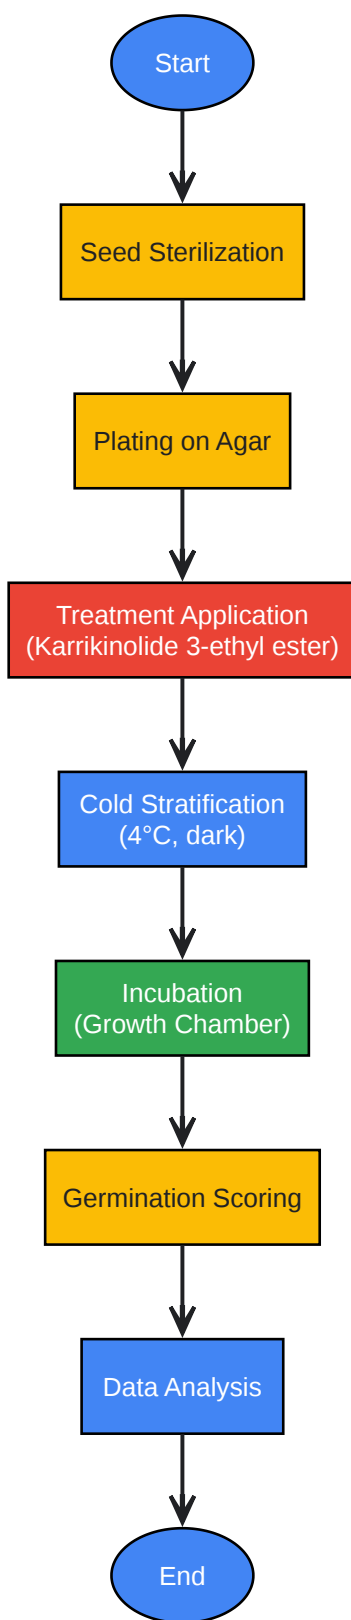 Start
Seed Sterilization
Plating on Agar
Treatment Application
(Karrikinolide 3-ethyl ester)
Cold Stratification
(4°C, dark)
Incubation
(Growth Chamber)
Germination Scoring
Data Analysis
End